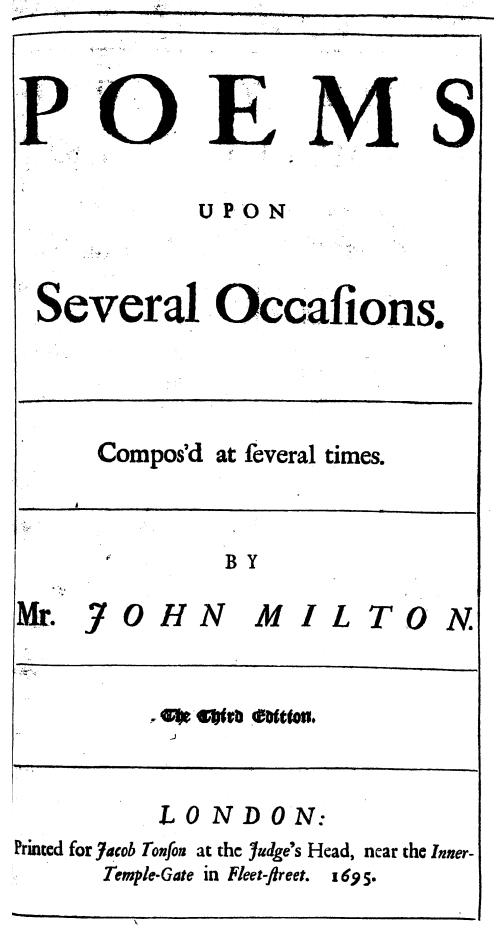 POEMS
UPON
Several Occaſions.
Compos'd at ſeveral times.
BY
Mr. JOHN MILTON.
The Third Edition.
LONDON:
Printed for Jacob Tonſon at the Judge's Head, near the Inner-
Temple-Gate in Fleet-ſtreet. 1695.